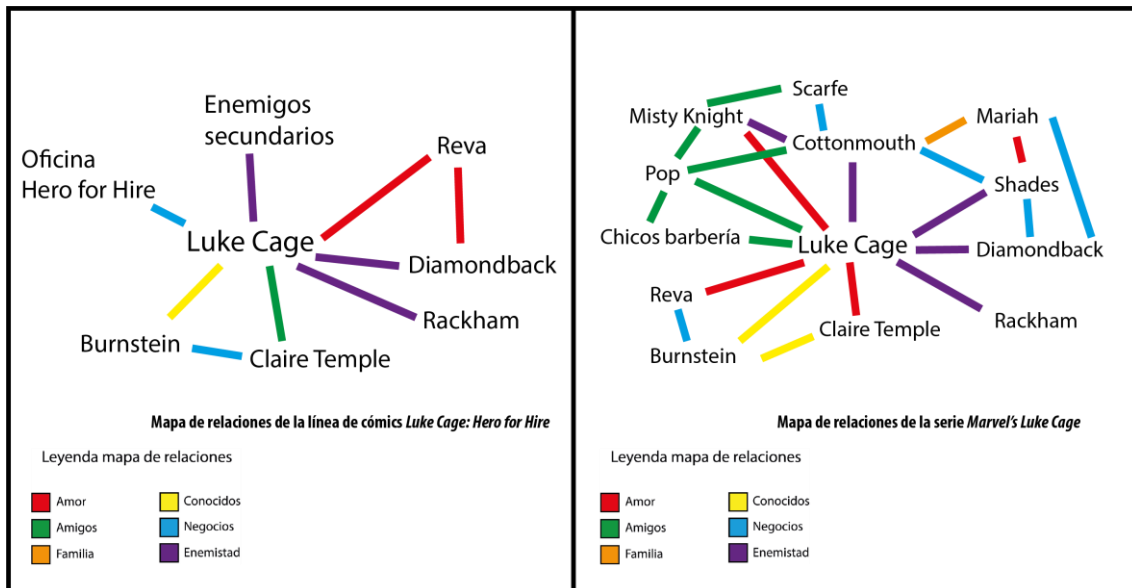 Enemigos
secundarios
Reva
Oficina
Hero for Hire
Luke Cage
Diamondback
Rackham
Burnstein
Claire Temple
Mapa de relaciones de la línea de cómics Luke Cage: Hero for Hire
Leyenda mapa de relaciones
Amor
Conocidos
Amigos
Negocios
Familia
Enemistad
Scarfe
Misty Knight
Mariah
Cottonmouth
Pop
Shades
Chicos barbería
Luke Cage
Diamondback
Reva
Rackham
Claire Temple
Burnstein
Mapa de relaciones de la serie Marvel's Luke Cage
Leyenda mapa de relaciones
Amor
Conocidos
Amigos
Negocios
Familia
Enemistad